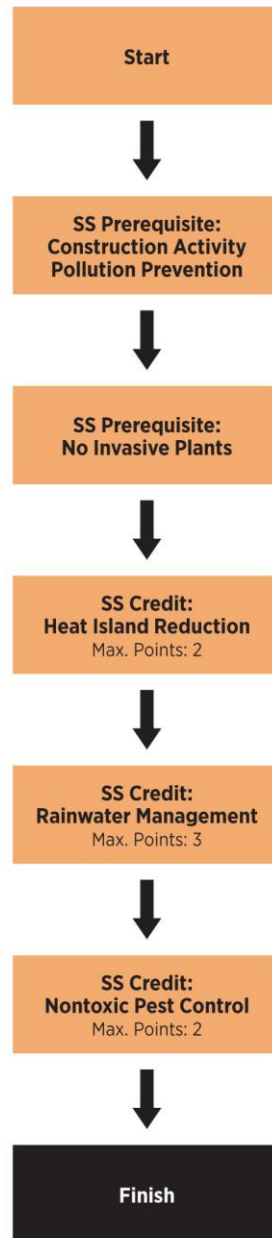 Start
SS Prerequisite:
Construction Activity
Pollution Prevention
SS Prerequisite:
No Invasive Plants
SS Credit:
Heat Island Reduction
Max. Points: 2
SS Credit:
Rainwater Management
Max. Points: 3
SS Credit:
Nontoxic Pest Control
Max. Points: 2
Finish